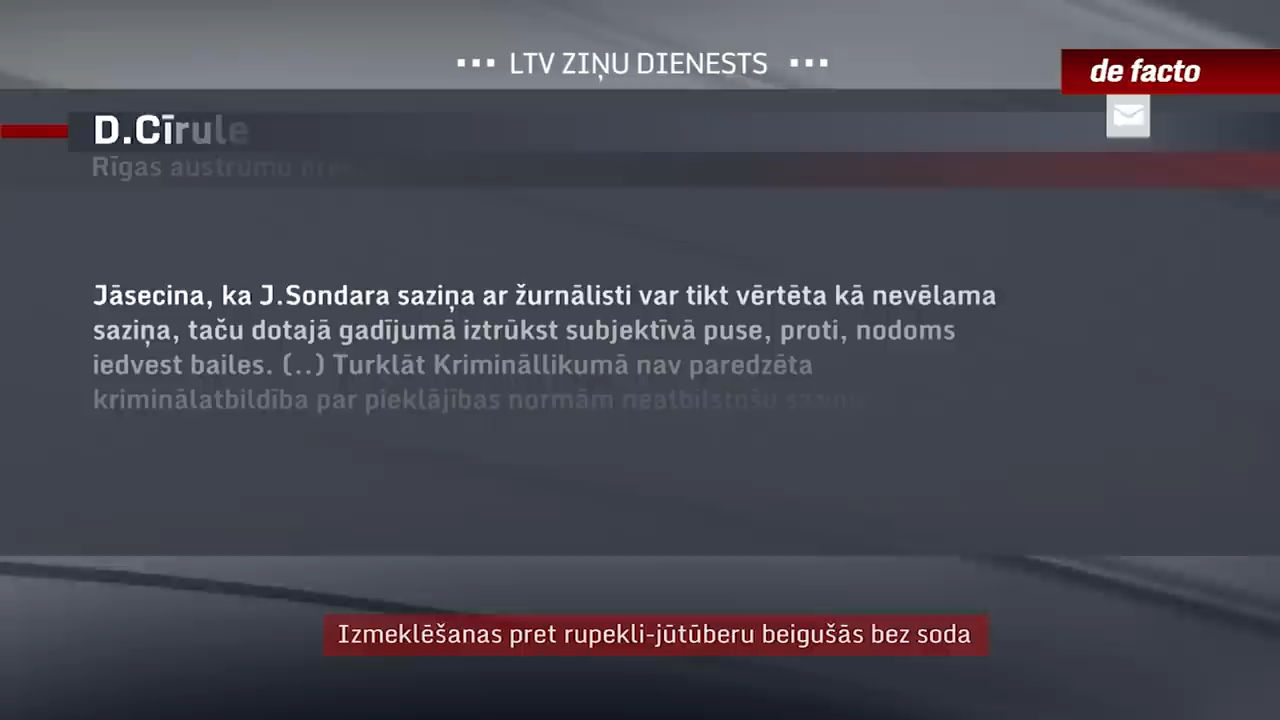 LTV ZIŅU DIENESTS
de facto
D.Cīrule
Rīgas austrumu
Jāsecina, ka J.Sondara saziņa ar žurnālisti var tikt vērtēta kā nevēlama
saziņa, taču dotajā gadījumā iztrūkst subjektīvā puse, proti, nodoms
iedvest bailes. (..) Turklāt Krimināllikumā nav paredzēta
kriminālatbildība par pieklājības normām neatbilstošu
Izmeklēšanas pret rupekli-jūtūberu beigušās bez soda